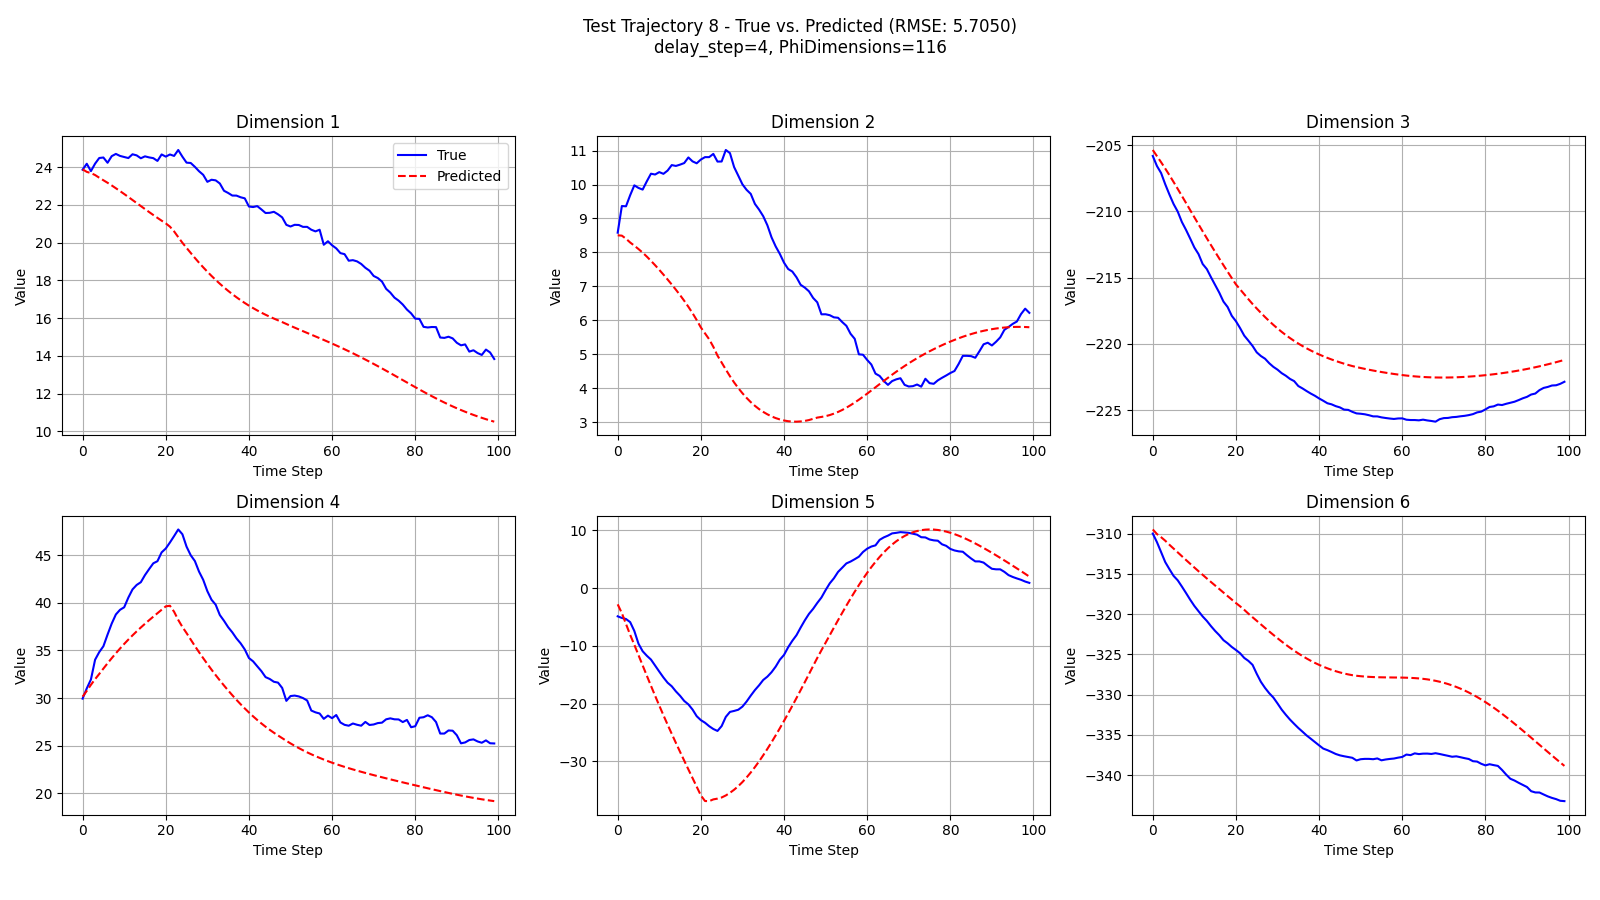 Test Trajectory 8 - True vs. Predicted (RMSE: 5.7050)
delay_step=4, PhiDimensions=116
Dimension 1
Value
24
22
20
18
16
14
12
10
0 20 40 60 80 100
Time Step
True
Predicted
Dimension 2
Value
11
10
9
8
7
6
5
4
3
0 20 40 60 80 100
Time Step
Dimension 3
Value
−205
−210
−215
−220
−225
0 20 40 60 80 100
Time Step
Dimension 4
Value
45
40
35
30
25
20
0 20 40 60 80 100
Time Step
Dimension 5
Value
10
0
−10
−20
−30
0 20 40 60 80 100
Time Step
Dimension 6
Value
−310
−315
−320
−325
−330
−335
−340
0 20 40 60 80 100
Time Step